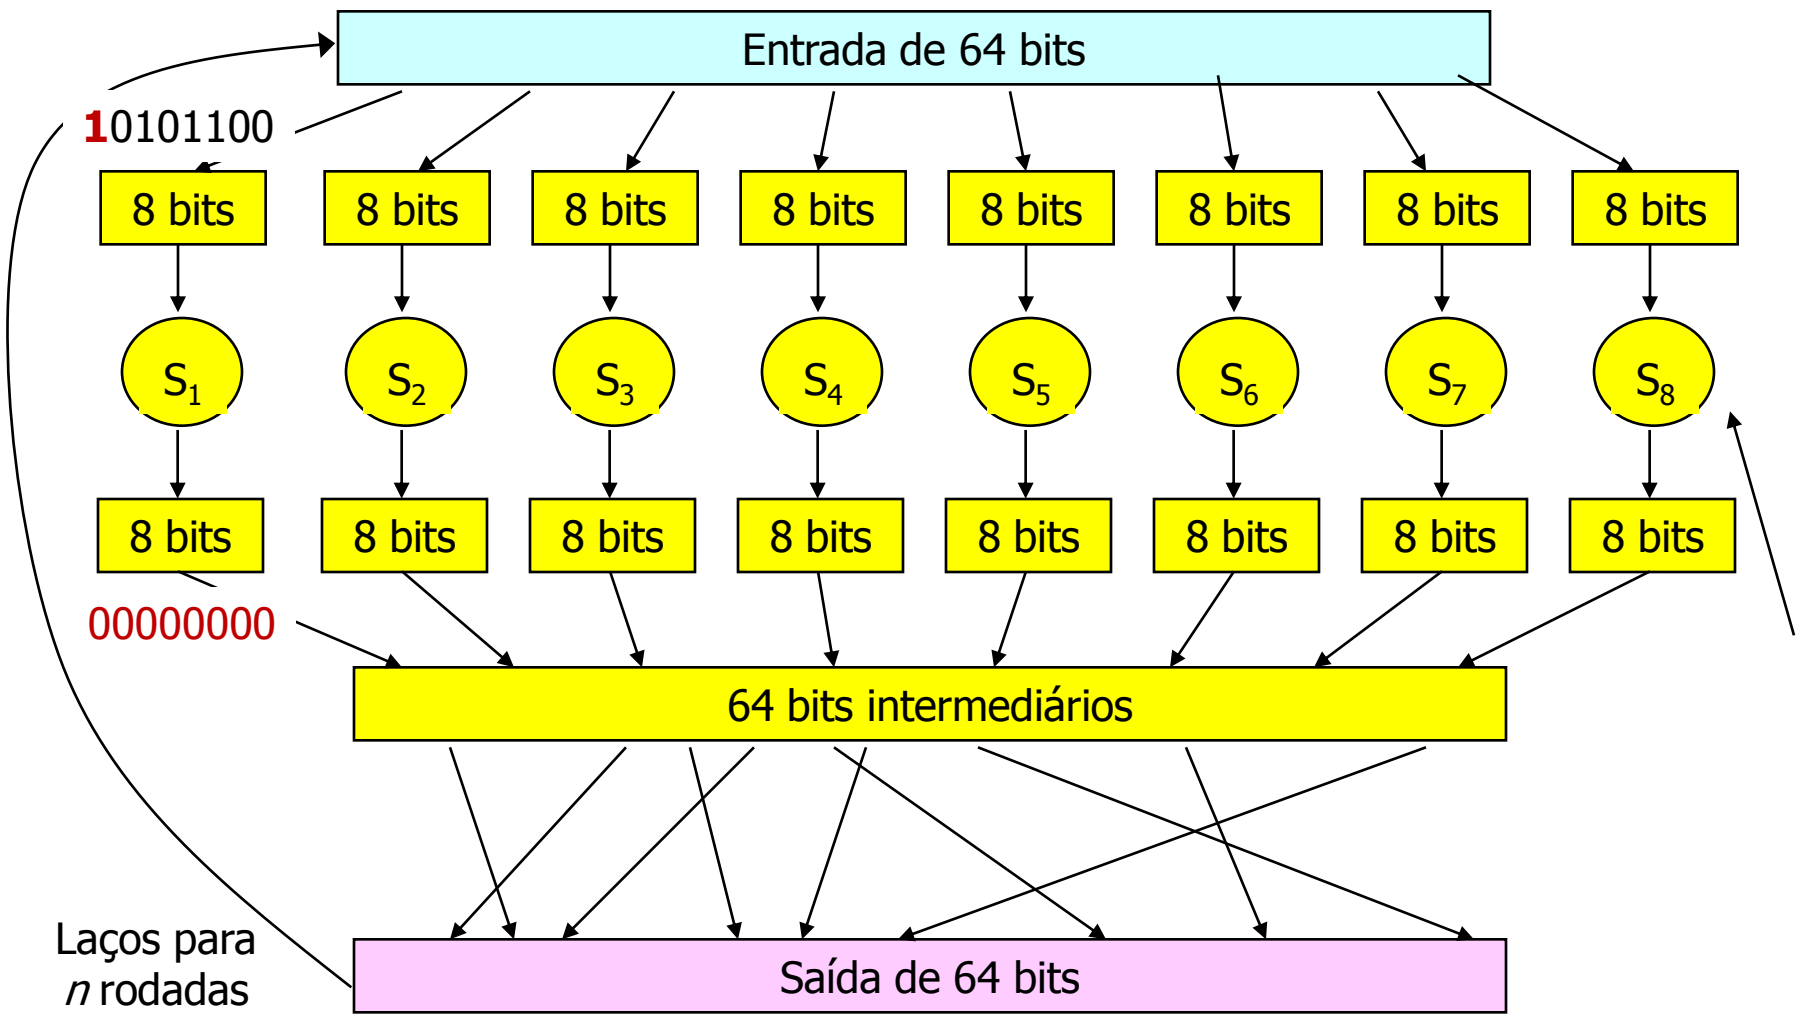 Entrada de 64 bits
10101100
8 bits 8 bits 8 bits 8 bits 8 bits 8 bits 8 bits 8 bits
S₁ S₂ S₃ S₄ S₅ S₆ S₇ S₈
8 bits 8 bits 8 bits 8 bits 8 bits 8 bits 8 bits 8 bits
00000000
64 bits intermediários
Laços para
n rodadas
Saída de 64 bits